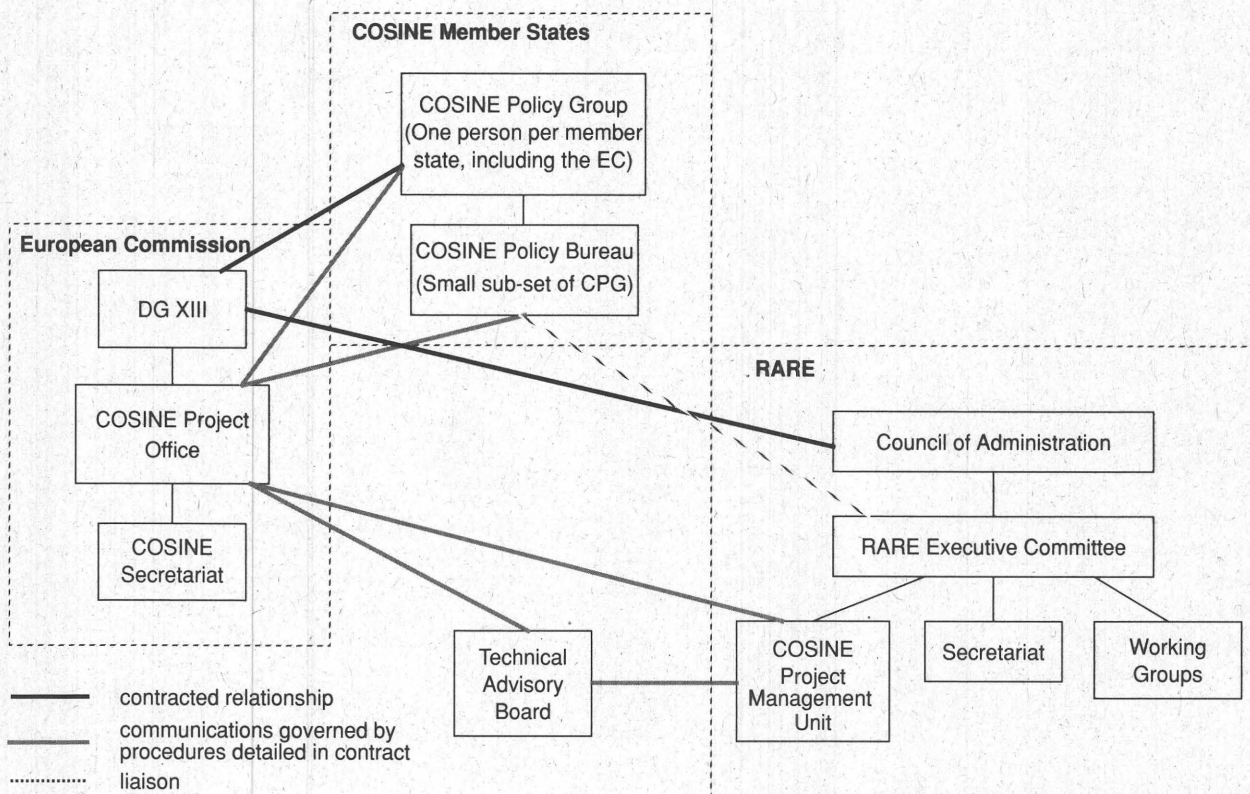 COSINE Member States
COSINE Policy Group
(One person per member
state, including the EC)
European Commission
COSINE Policy Bureau
(Small sub-set of CPG)
DG XIII
RARE
COSINE Project
Office
Council of Administration
COSINE
Secretariat
RARE Executive Committee
Technical
Advisory
Board
COSINE
Project
Management
Unit
Secretariat
Working
Groups
contracted relationship
communications governed by
procedures detailed in contract
liaison